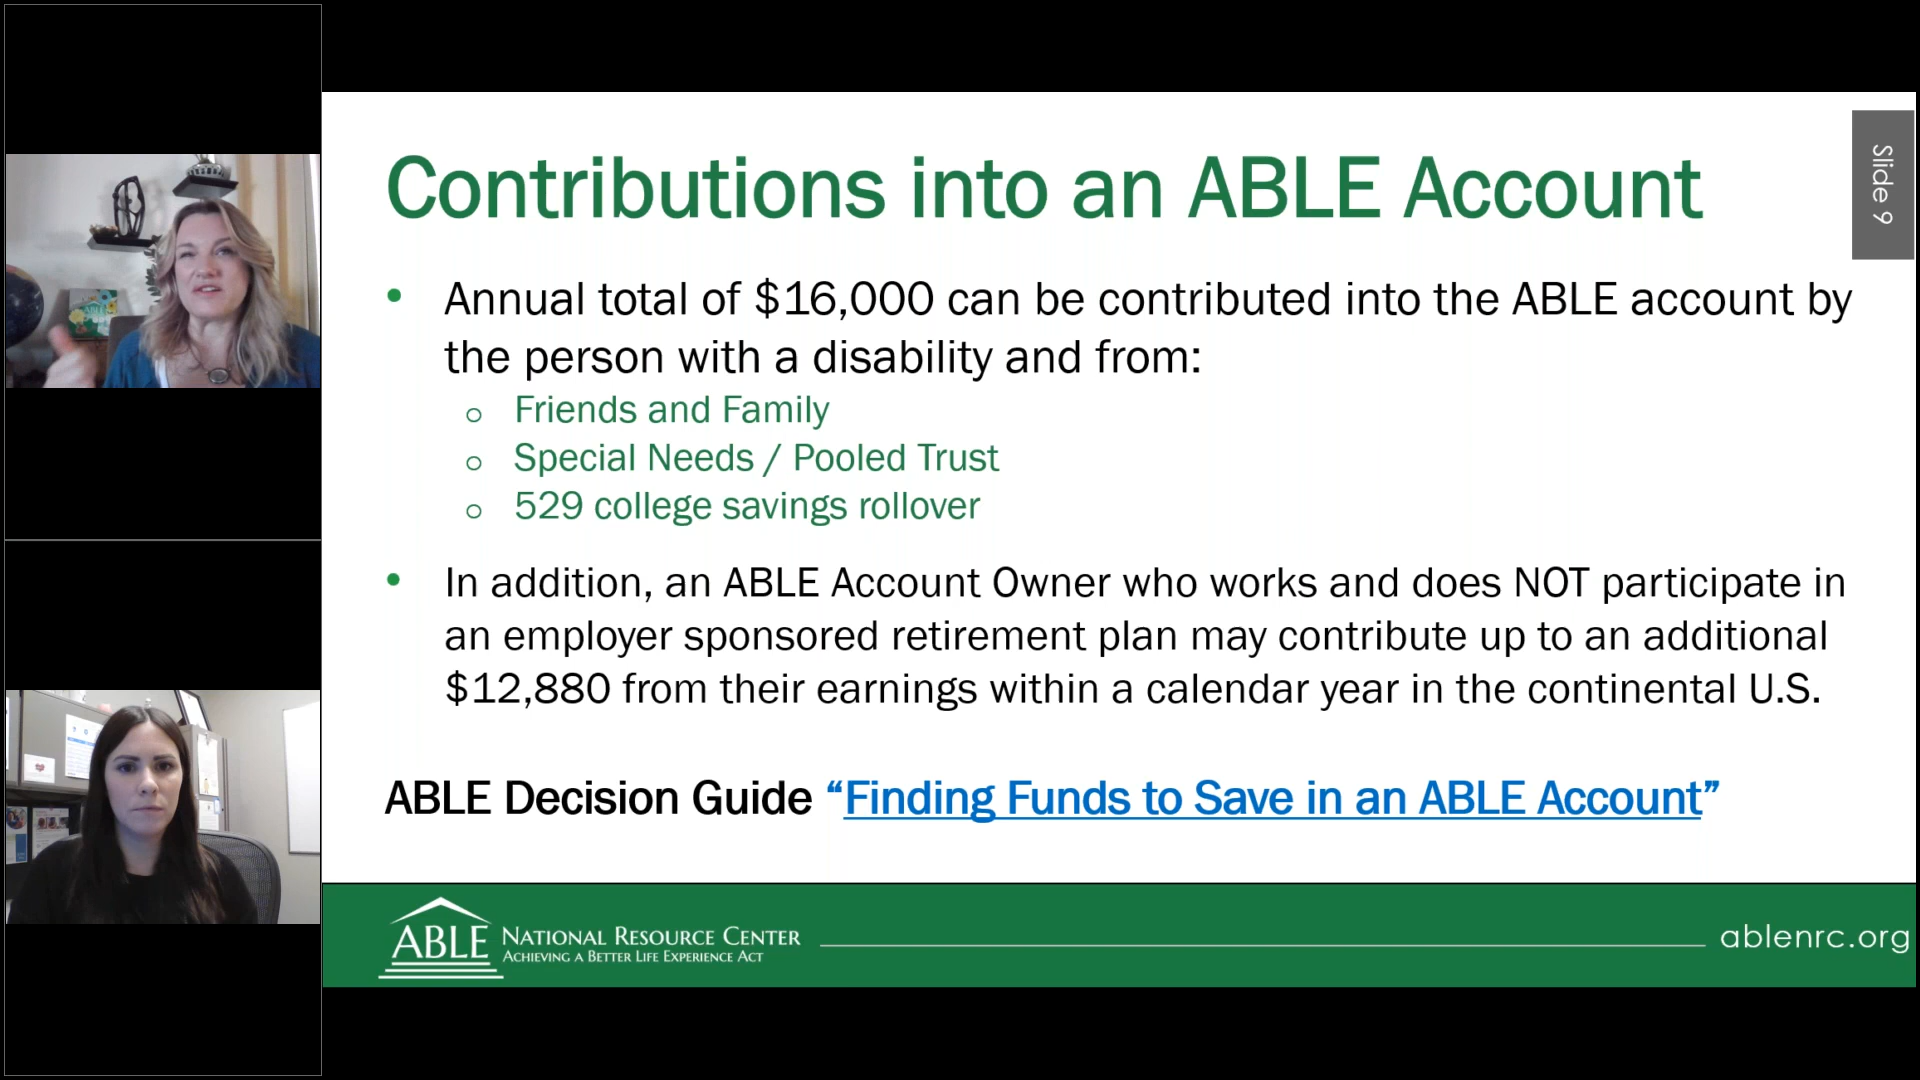 Contributions into an ABLE Account
Slide 9
• Annual total of $16,000 can be contributed into the ABLE account by
the person with a disability and from:
o Friends and Family
o Special Needs / Pooled Trust
o 529 college savings rollover
• In addition, an ABLE Account Owner who works and does NOT participate in
an employer sponsored retirement plan may contribute up to an additional
$12,880 from their earnings within a calendar year in the continental U.S.
ABLE Decision Guide “Finding Funds to Save in an ABLE Account”
ABLE NATIONAL RESOURCE CENTER
ACHIEVING A BETTER LIFE EXPERIENCE ACT
ablenrc.org